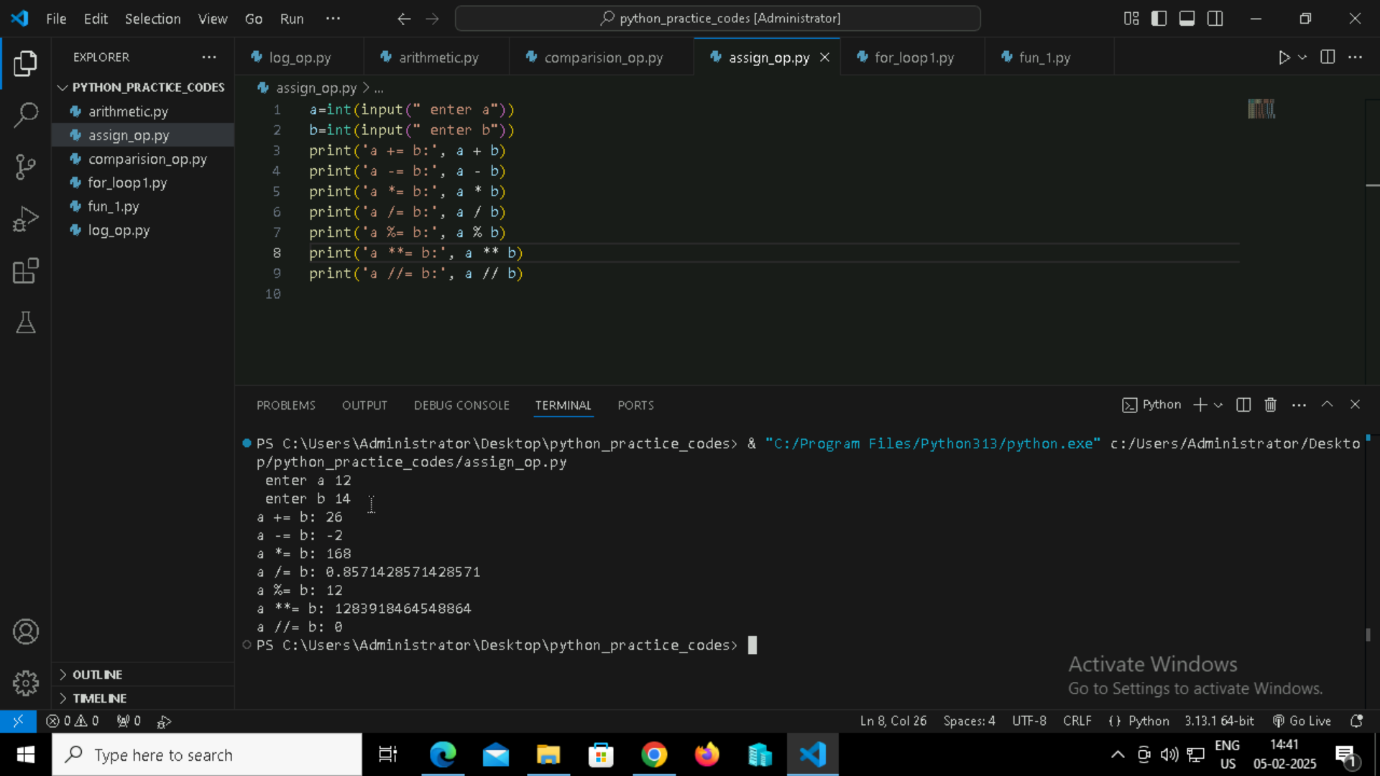 File Edit Selection View Go Run ··· python_practice_codes [Administrator]
EXPLORER ···
PYTHON_PRACTICE_CODES
arithmetic.py
assign_op.py
comparision_op.py
for_loop1.py
fun_1.py
log_op.py
OUTLINE
TIMELINE
log_op.py arithmetic.py comparision_op.py assign_op.py for_loop1.py fun_1.py
assign_op.py > ...
1 a=int(input(" enter a"))
2 b=int(input(" enter b"))
3 print('a += b:', a + b)
4 print('a -= b:', a - b)
5 print('a *= b:', a * b)
6 print('a /= b:', a / b)
7 print('a %= b:', a % b)
8 print('a **= b:', a ** b)
9 print('a //= b:', a // b)
10
PROBLEMS OUTPUT DEBUG CONSOLE TERMINAL PORTS Python
PS C:\Users\Administrator\Desktop\python_practice_codes> & "C:/Program Files/Python313/python.exe" c:/Users/Administrator/Deskto
p/python_practice_codes/assign_op.py
enter a 12
enter b 14
a += b: 26
a -= b: -2
a *= b: 168
a /= b: 0.8571428571428571
a %= b: 12
a **= b: 1283918464548864
a //= b: 0
PS C:\Users\Administrator\Desktop\python_practice_codes>
Activate Windows
Go to Settings to activate Windows.
0 0 0 Ln 8, Col 26 Spaces: 4 UTF-8 CRLF {} Python 3.13.1 64-bit Go Live
Type here to search
ENG 14:41
US 05-02-2025 1